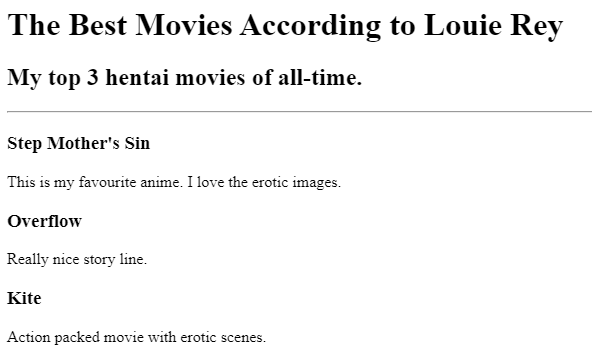 The Best Movies According to Louie Rey
My top 3 hentai movies of all-time.
Step Mother's Sin
This is my favourite anime. I love the erotic images.
Overflow
Really nice story line.
Kite
Action packed movie with erotic scenes.